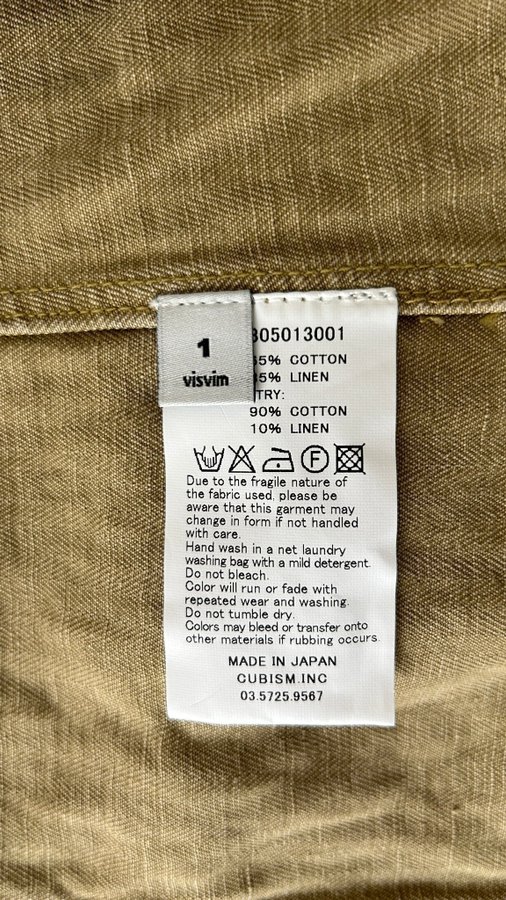 1
visvim
305013001
5% COTTON
5% LINEN
TRY:
90% COTTON
10% LINEN
F
Due to the fragile nature of
the fabric used, please be
aware that this garment may
change in form if not handled
with care.
Hand wash in a net laundry
washing bag with a mild detergent.
Do not bleach.
Color will run or fade with
repeated wear and washing.
Do not tumble dry.
Colors may bleed or transfer onto
other materials if rubbing occurs.
MADE IN JAPAN
CUBISM.INC
03.5725.9567